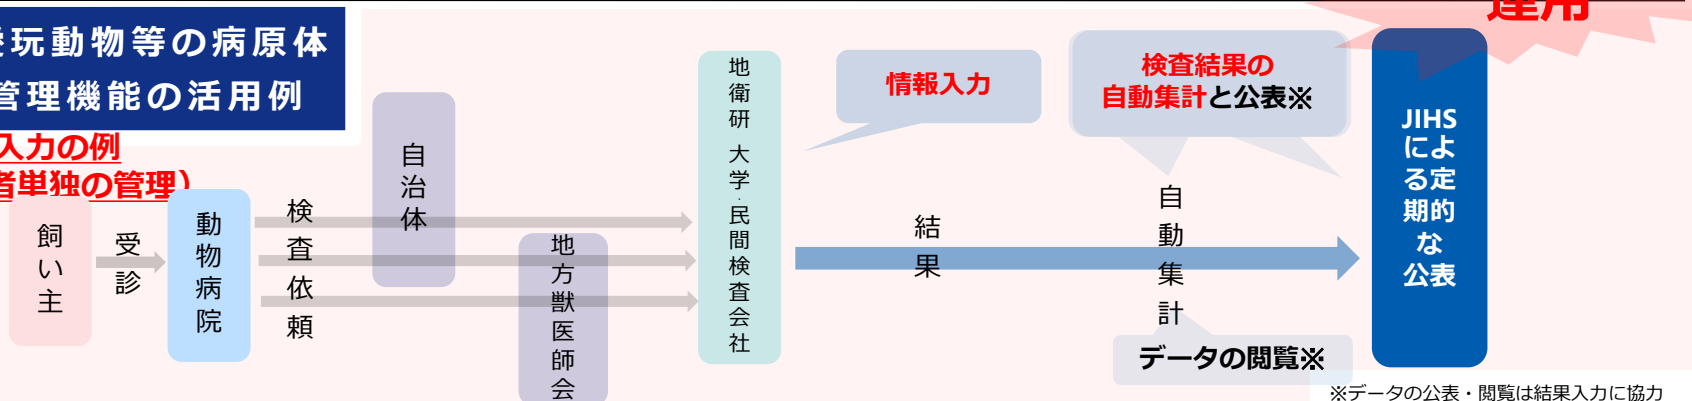 運用
愛玩動物等の病原体
管理機能の活用例
入力の例
者単独の管理）
飼い主
受診
動物病院
検査依頼
自治体
地方獣医師会
地衛研 大学・民間検査会社
情報入力
結果
検査結果の
自動集計と公表※
自動集計
データの閲覧※
JIHS
によ
る定
期的
な
公表
※データの公表・閲覧は結果入力に協力